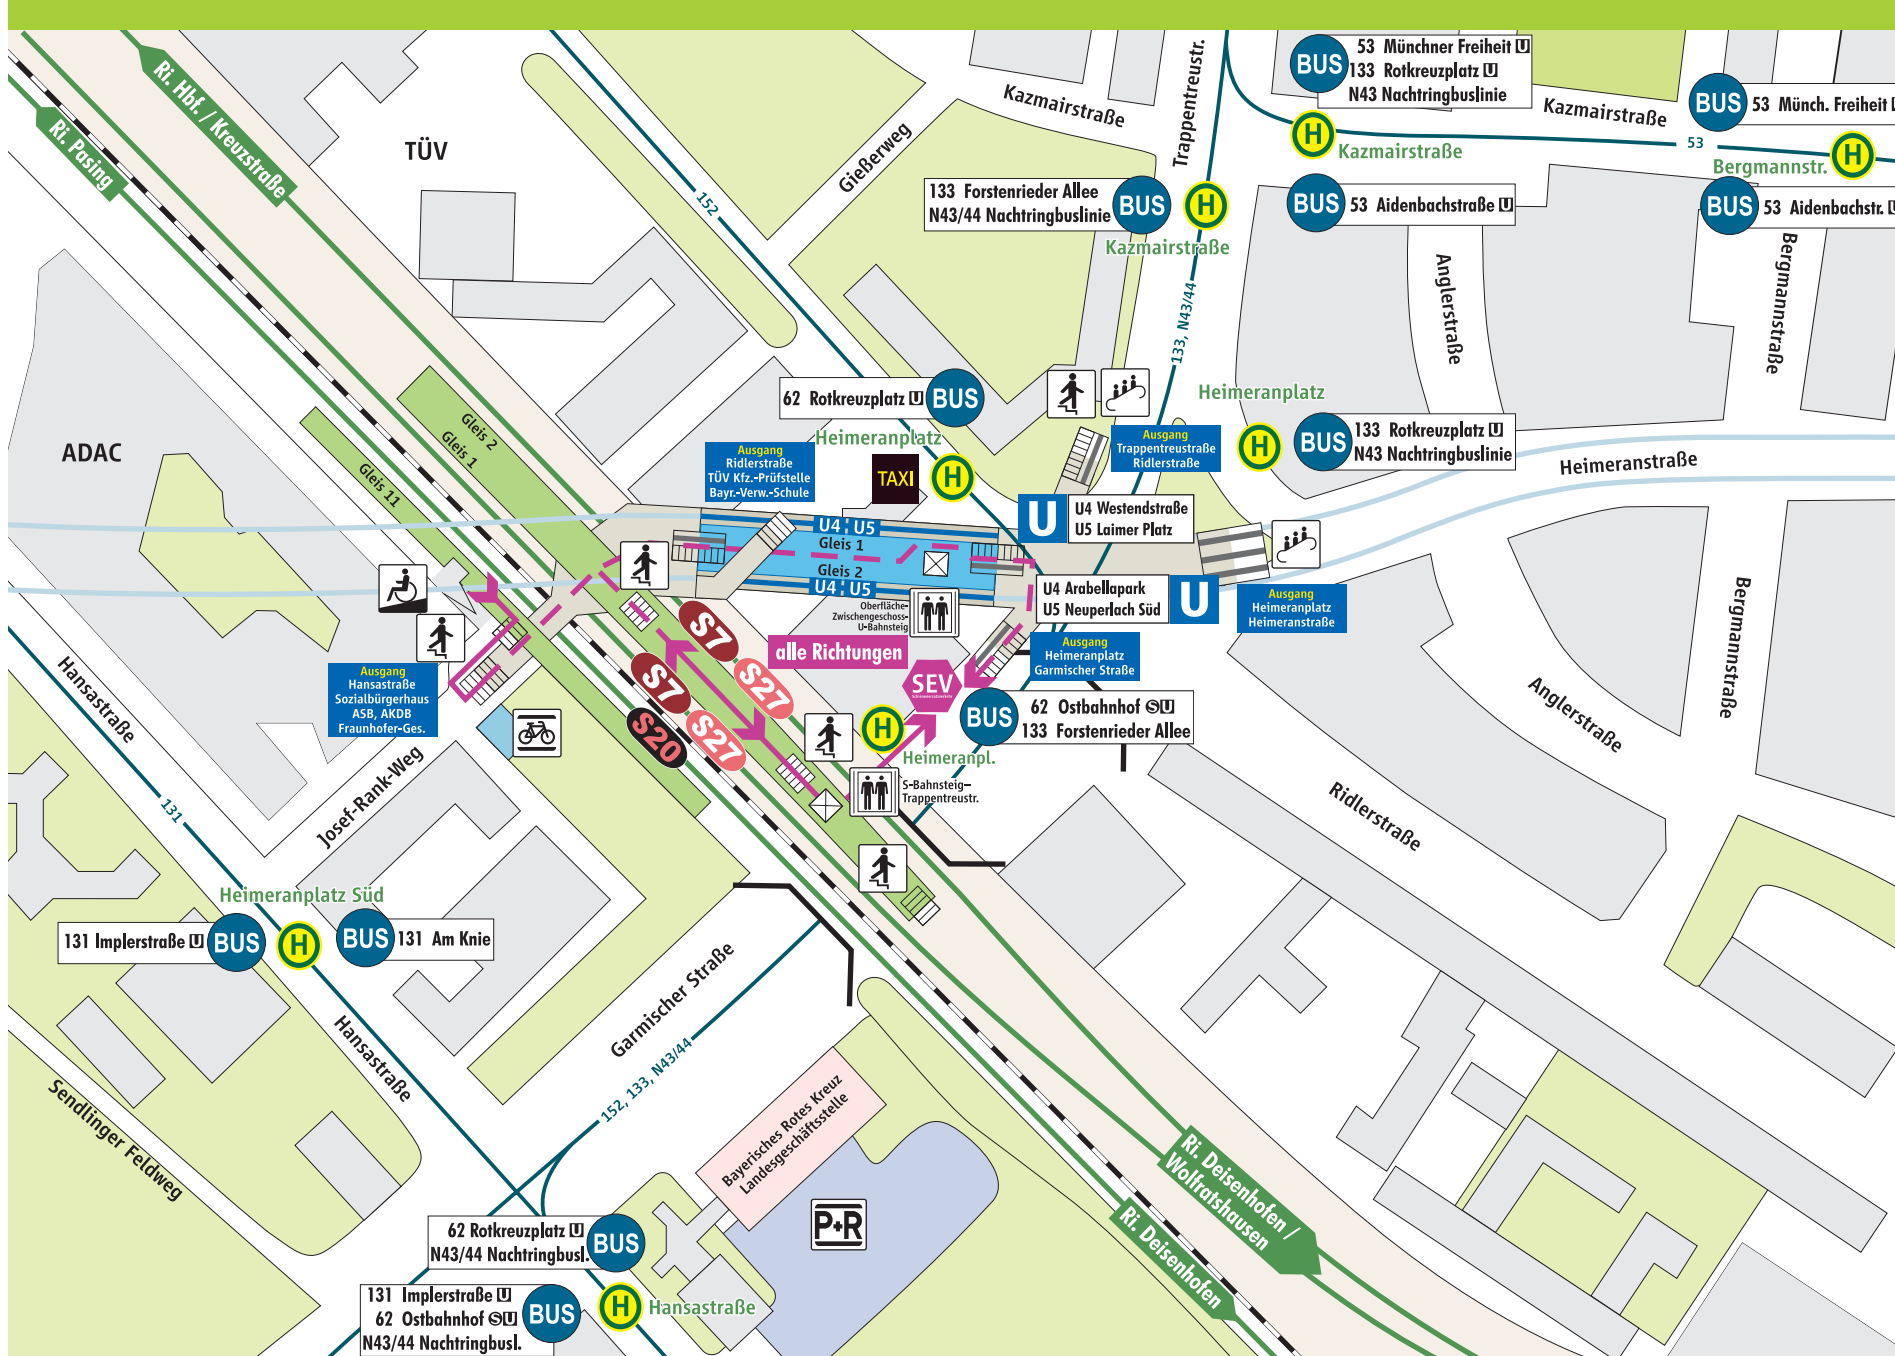 Ri. Hbf. / Kreuzstraße
Ri. Pasing
TÜV
152
Gießerweg
Kazmairstraße
Trappentreustr.
BUS
53 Münchner Freiheit U
133 Rotkreuzplatz U
N43 Nachtringbuslinie
H
Kazmairstraße
Kazmairstraße
53
BUS
53 Münch. Freiheit
Bergmannstr.
H
BUS
53 Aidenbachstraße U
BUS
53 Aidenbachstr.
133 Forstenrieder Allee
N43/44 Nachtringbuslinie
BUS
H
Kazmairstraße
133, N43/44
Anglerstraße
Bergmannstraße
ADAC
Gleis 2
Gleis 1
Gleis 11
62 Rotkreuzplatz U
BUS
Heimeranplatz
H
TAXI
Ausgang
Ridlerstraße
TÜV Kfz.-Prüfstelle
Bayr.-Verw.-Schule
Ausgang
Trappentreustraße
Ridlerstraße
Heimeranplatz
H
BUS
133 Rotkreuzplatz U
N43 Nachtringbuslinie
Heimeranstraße
U
U4 Westendstraße
U5 Laimer Platz
U4 U5
Gleis 1
Gleis 2
U4 U5
U4 Arabellapark
U5 Neuperlach Süd
U
Ausgang
Heimeranplatz
Heimeranstraße
Oberfläche-
Zwischengeschoss-
U-Bahnsteig
alle Richtungen
Ausgang
Heimeranplatz
Garmischer Straße
SEV
Schienenersatzverkehr
S7
S27
S7
S27
S20
Ausgang
Hansastraße
Sozialbürgerhaus
ASB, AKDB
Fraunhofer-Ges.
BUS
62 Ostbahnhof S U
133 Forstenrieder Allee
H
Heimeranpl.
S-Bahnsteig–
Trappentreustr.
Hansastraße
Josef-Rank-Weg
131
Anglerstraße
Bergmannstraße
Ridlerstraße
Heimeranplatz Süd
131 Implerstraße U
BUS
H
BUS
131 Am Knie
Garmischer Straße
Hansastraße
152, 133, N43/44
Sendlinger Feldweg
Bayerisches Rotes Kreuz
Landesgeschäftsstelle
P+R
Ri. Deisenhofen /
Wolfratshausen
Ri. Deisenhofen
62 Rotkreuzplatz U
N43/44 Nachtringbusl.
BUS
131 Implerstraße U
62 Ostbahnhof S U
N43/44 Nachtringbusl.
BUS
H
Hansastraße